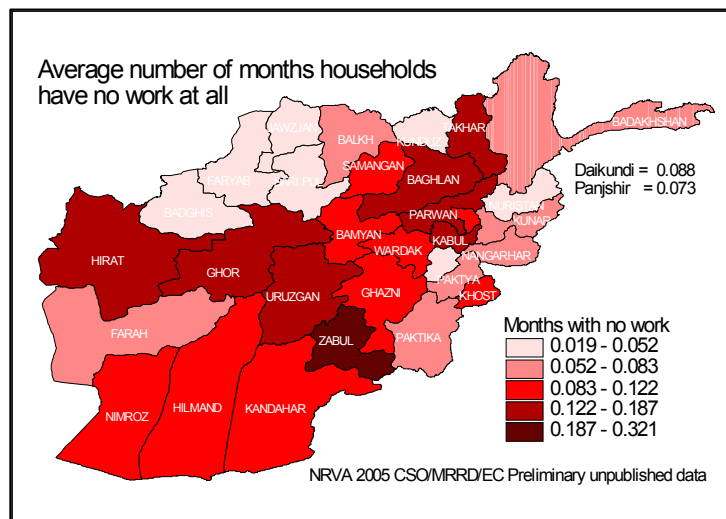 Average number of months households
have no work at all
JAWZJAN
BALKH
KUNDUZ
TAKHAR
BADAKHSHAN
SAMANGAN
Daikundi = 0.088
Panjshir = 0.073
FARYAB
SARI PUL
BAGHLAN
NURISTAN
BADGHIS
PARWAN
KUNAR
BAMYAN
KABUL
HIRAT
WARDAK
NANGARHAR
GHOR
PAKTYA
URUZGAN
GHAZNI
KHOST
Months with no work
FARAH
ZABUL
PAKTIKA
0.019 - 0.052
0.052 - 0.083
0.083 - 0.122
0.122 - 0.187
0.187 - 0.321
NIMROZ
HILMAND
KANDAHAR
NRVA 2005 CSO/MRRD/EC Preliminary unpublished data